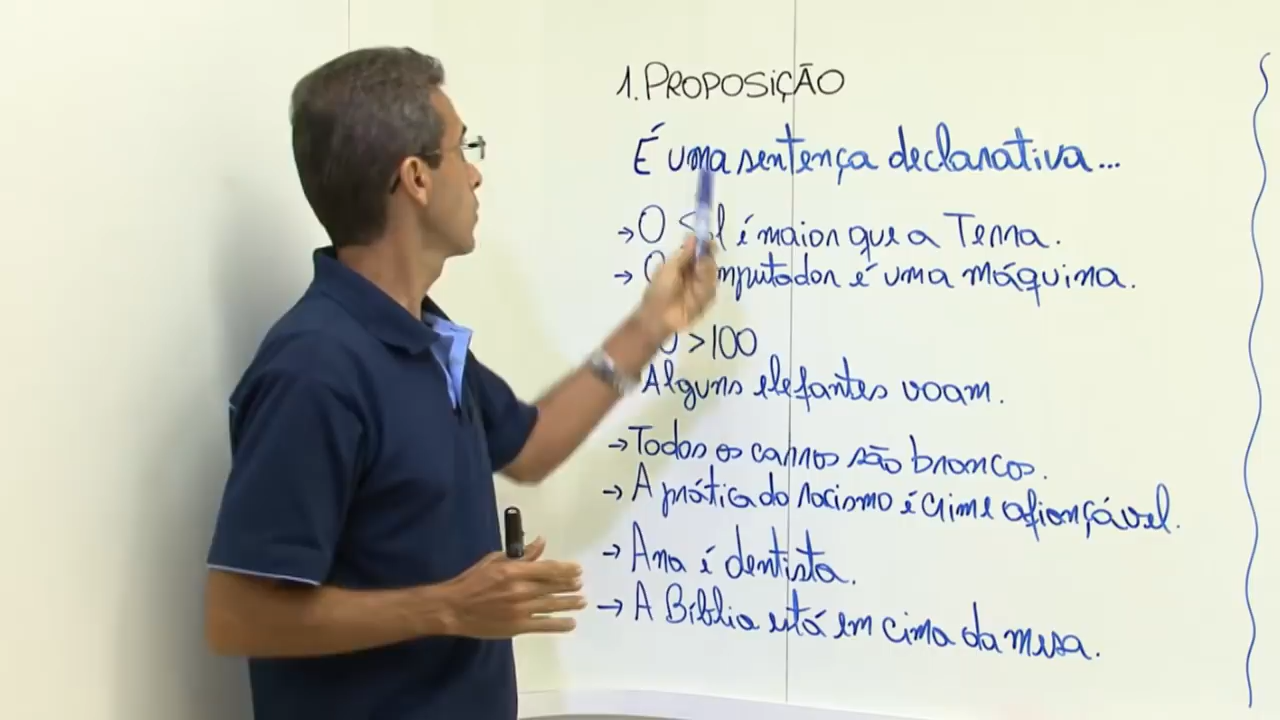 1. PROPOSIÇÃO
É uma sentença declarativa...
→ O Sol é maior que a Terra.
→ O é uma máquina.
> 100
Alguns elefantes voam.
→ Todos os carros são brancos.
→ A prática do racismo é crime afiançável.
→ Ana é dentista.
→ A Bíblia está em cima da mesa.